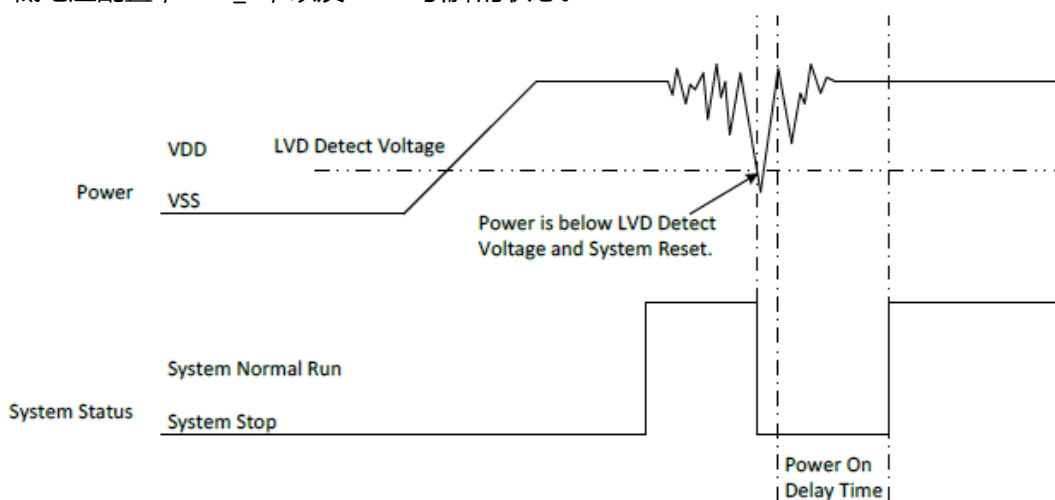 VDD
LVD Detect Voltage
Power
VSS
Power is below LVD Detect
Voltage and System Reset.
System Normal Run
System Status
System Stop
Power On
Delay Time